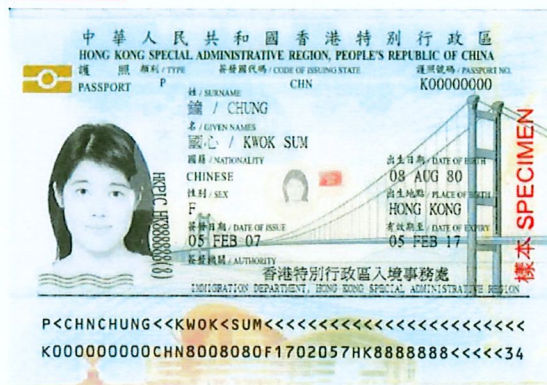 中華人民共和國香港特別行政區
HONG KONG SPECIAL ADMINISTRATIVE REGION, PEOPLE'S REPUBLIC OF CHINA
護照 類別 / TYPE 簽發國代碼 / CODE OF ISSUING STATE 護照號碼 / PASSPORT NO.
PASSPORT P CHN K00000000
姓 / SURNAME
鐘 / CHUNG
名 / GIVEN NAMES
國心 / KWOK SUM
國籍 / NATIONALITY 出生日期 / DATE OF BIRTH
CHINESE 08 AUG 80
性別 / SEX 出生地點 / PLACE OF BIRTH
F HONG KONG
簽發日期 / DATE OF ISSUE 有效期至 / DATE OF EXPIRY
05 FEB 07 05 FEB 17
簽發機關 / AUTHORITY
香港特別行政區入境事務處
IMMIGRATION DEPARTMENT, HONG KONG SPECIAL ADMINISTRATIVE REGION
樣本 SPECIMEN
P<CHNCHUNG<<KWOK<SUM<<<<<<<<<<<<<<<<<<<<<<<<
K000000000CHN8008080F1702057HK8888888<<<<<34